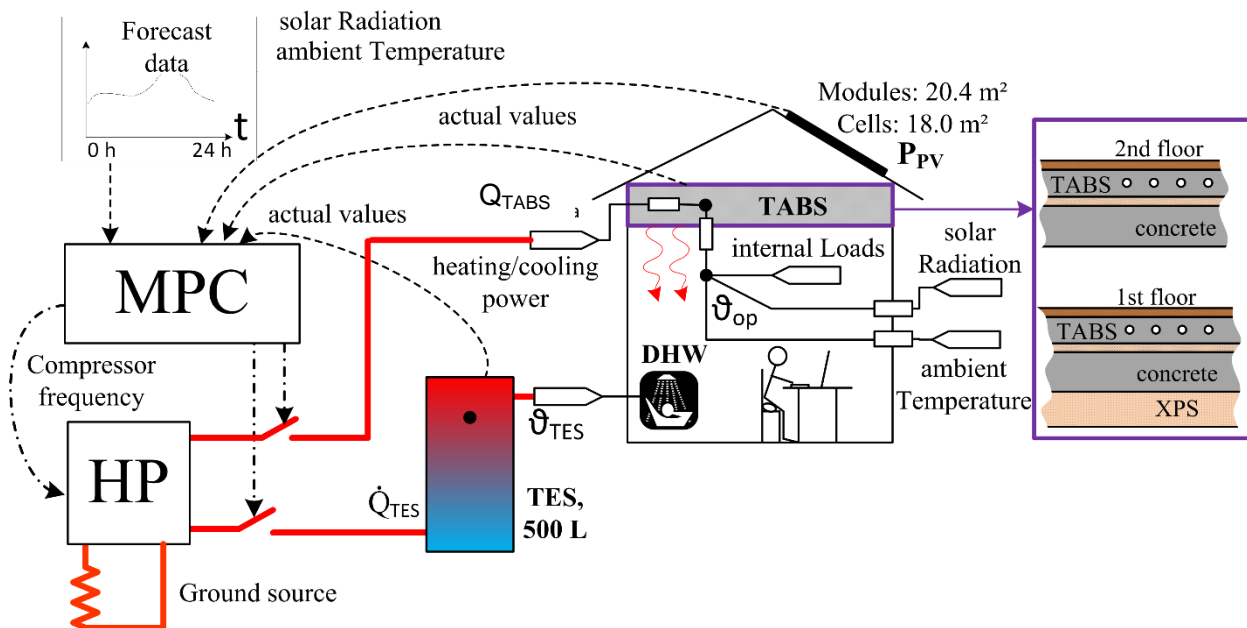 Forecast
data
t
0 h
24 h
solar Radiation
ambient Temperature
actual values
Modules: 20.4 m²
Cells: 18.0 m²
P_PV
actual values
Q_TABS
a
TABS
heating/cooling
power
internal Loads
solar
Radiation
ϑ_op
ambient
Temperature
MPC
Compressor
frequency
HP
Ground source
Q̇_TES
TES,
500 L
ϑ_TES
DHW
2nd floor
TABS
concrete
1st floor
TABS
concrete
XPS